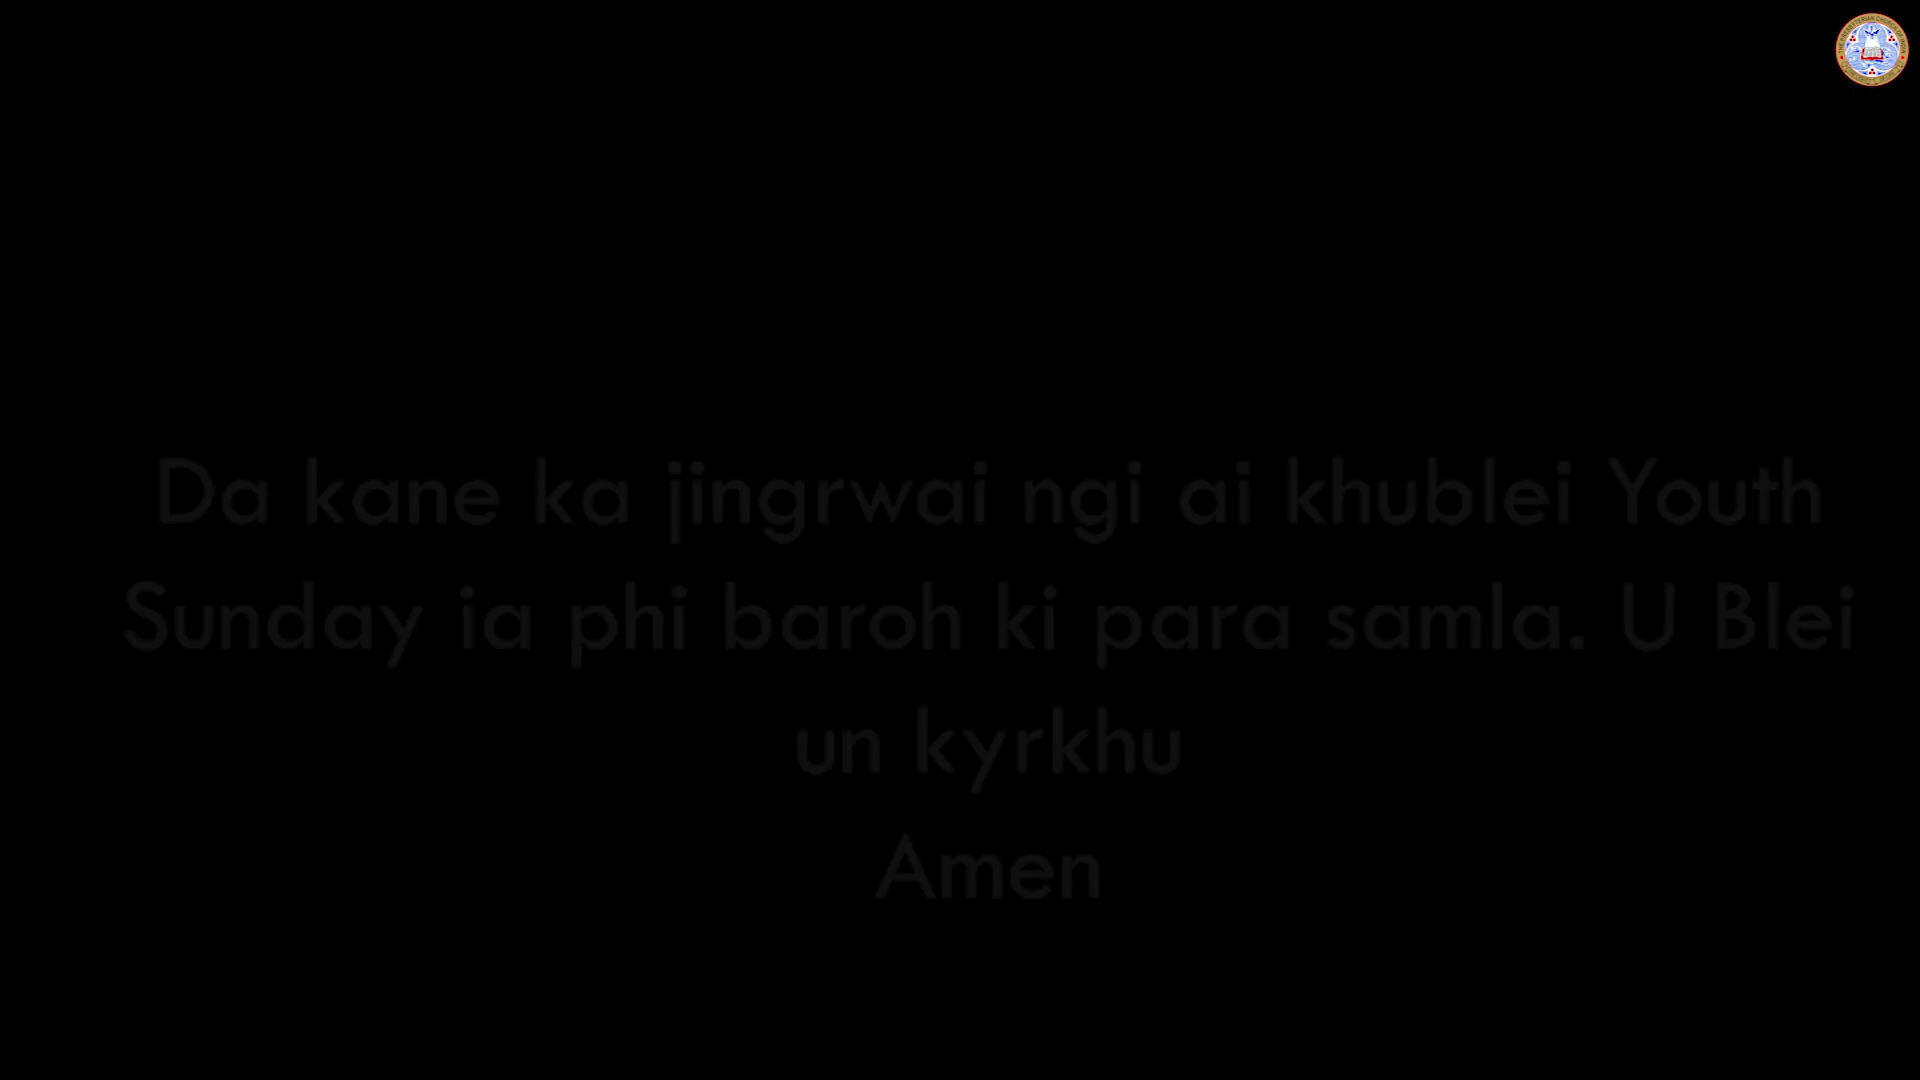 Da kane ka jingrwai ngi ai khublei Youth
Sunday ia phi baroh ki para samla. U Blei
un kyrkhu
Amen